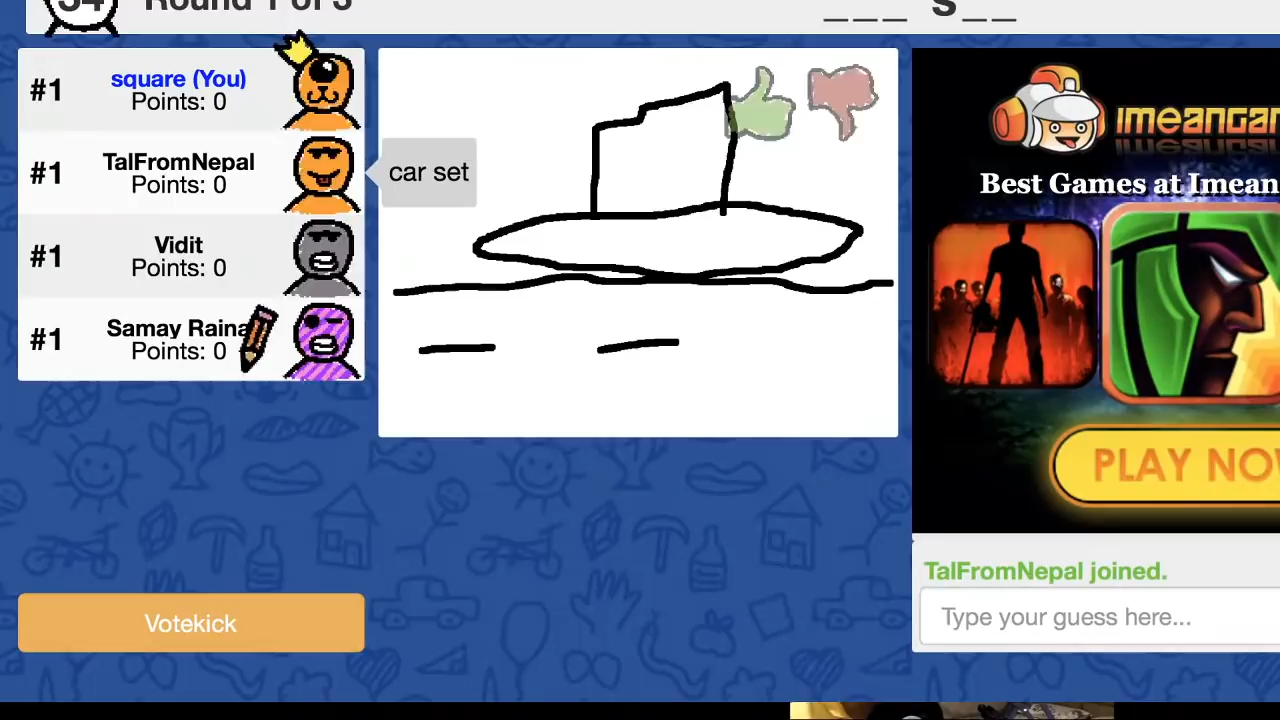 34 Round 1 of 3
___ s__
#1 square (You)
Points: 0
#1 TalFromNepal
Points: 0
car set
#1 Vidit
Points: 0
#1 Samay Raina
Points: 0
Votekick
IMEANGA
Best Games at Imean
PLAY NO
TalFromNepal joined.
Type your guess here...